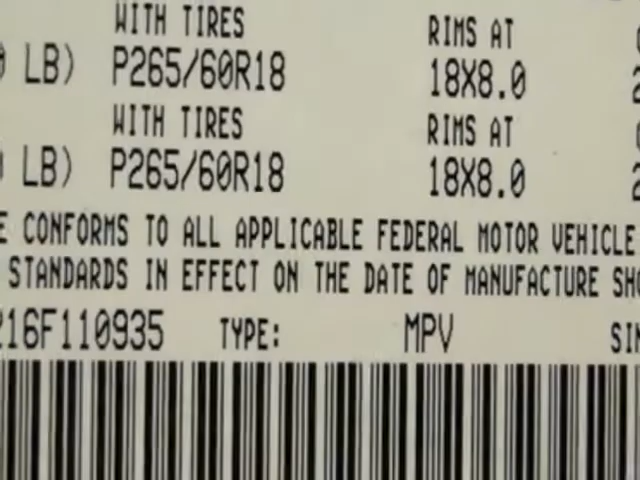 WITH TIRES RIMS AT
LB) P265/60R18 18X8.0
WITH TIRES RIMS AT
LB) P265/60R18 18X8.0
CONFORMS TO ALL APPLICABLE FEDERAL MOTOR VEHICLE
STANDARDS IN EFFECT ON THE DATE OF MANUFACTURE
16F110935 TYPE: MPV